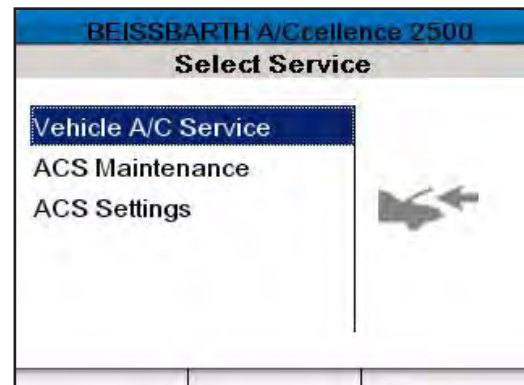 BEISSBARTH A/Ccellence 2500
Select Service
Vehicle A/C Service
ACS Maintenance
ACS Settings